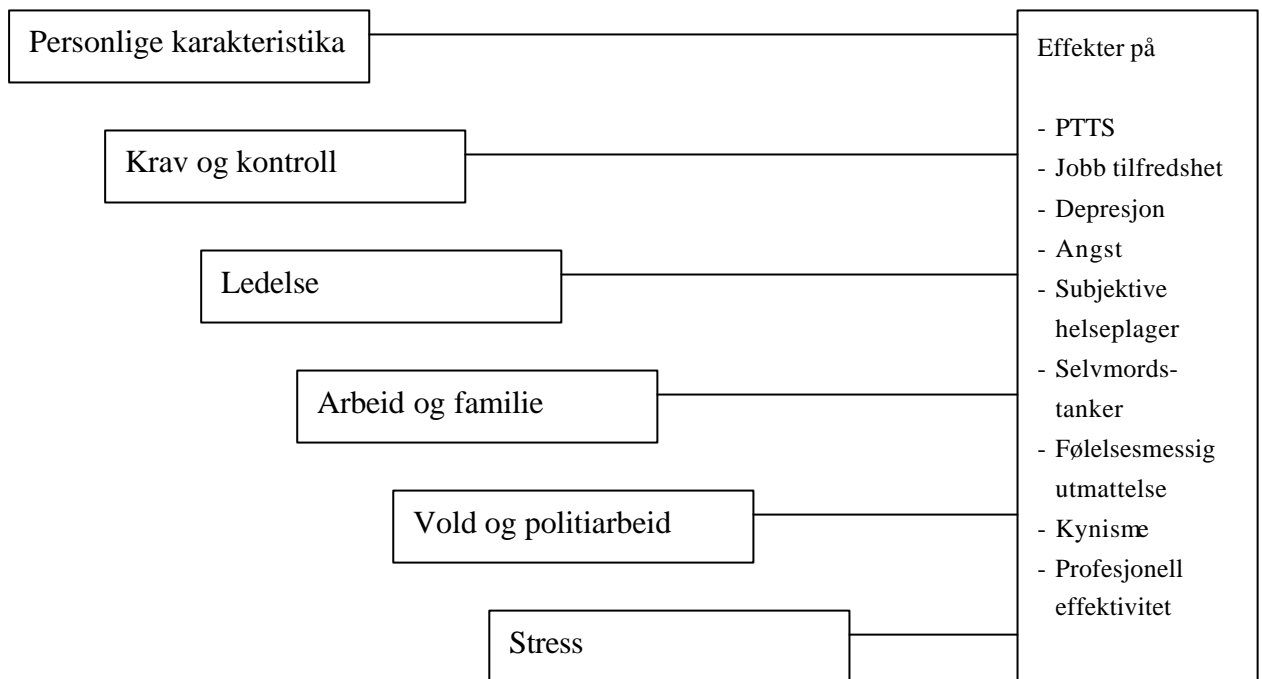 Personlige karakteristika
Krav og kontroll
Ledelse
Arbeid og familie
Vold og politiarbeid
Stress
Effekter på
- PTTS
- Jobb tilfredshet
- Depresjon
- Angst
- Subjektive
helseplager
- Selvmords-
tanker
- Følelsesmessig
utmattelse
- Kynisme
- Profesjonell
effektivitet